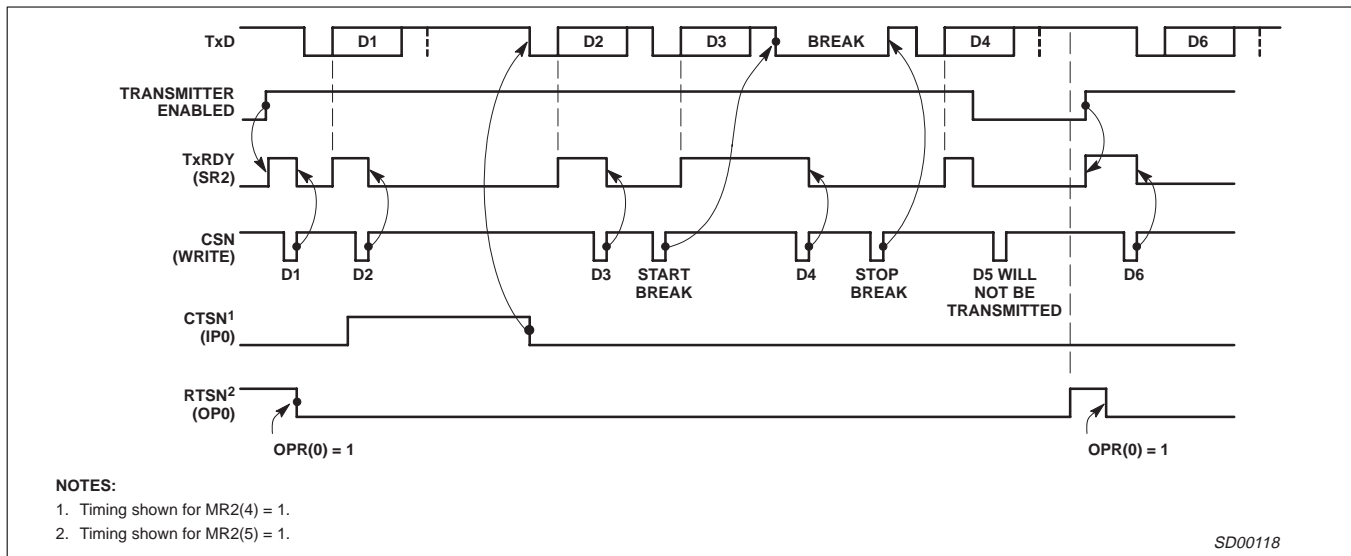 TxD
D1
D2
D3
BREAK
D4
D6
TRANSMITTER
ENABLED
TxRDY
(SR2)
CSN
(WRITE)
D1
D2
D3
START
BREAK
D4
STOP
BREAK
D5 WILL
NOT BE
TRANSMITTED
D6
CTSN1
(IP0)
RTSN2
(OP0)
OPR(0) = 1
OPR(0) = 1
NOTES:
1. Timing shown for MR2(4) = 1.
2. Timing shown for MR2(5) = 1.
SD00118